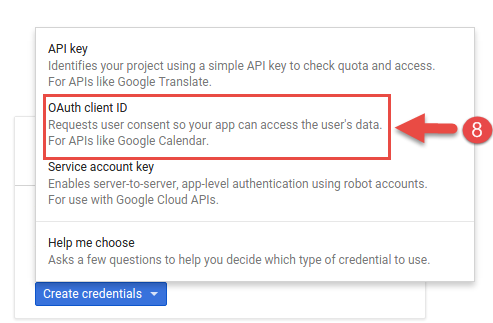 API key
Identifies your project using a simple API key to check quota and access.
For APIs like Google Translate.
OAuth client ID
Requests user consent so your app can access the user's data.
For APIs like Google Calendar.
8
Service account key
Enables server-to-server, app-level authentication using robot accounts.
For use with Google Cloud APIs.
Help me choose
Asks a few questions to help you decide which type of credential to use.
Create credentials